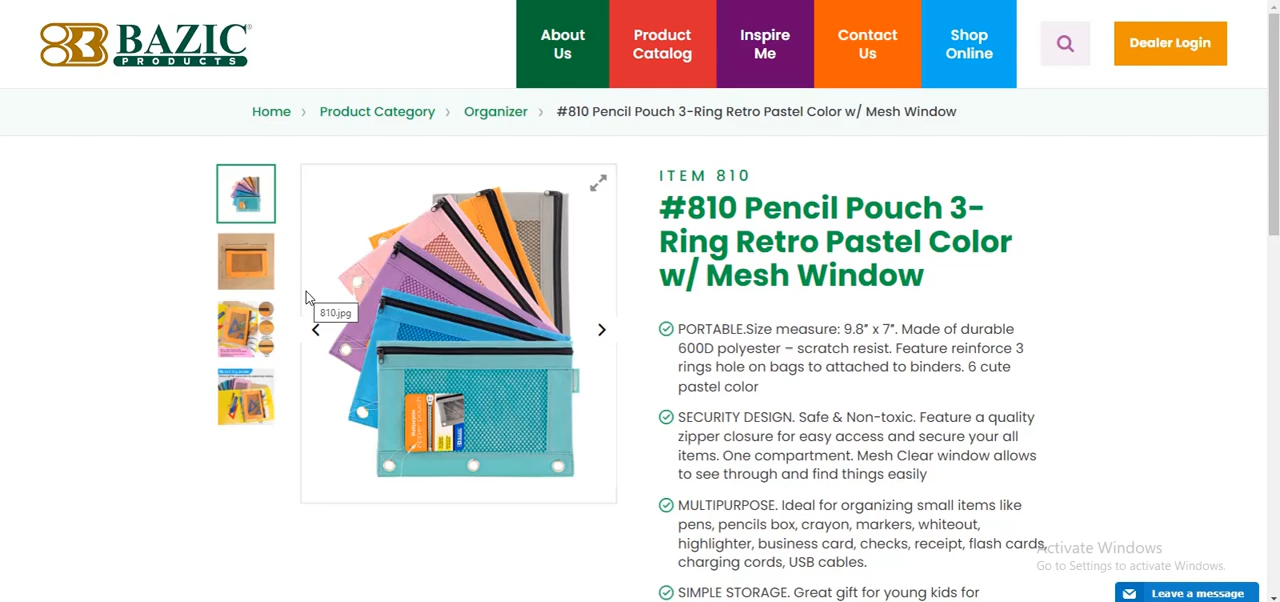 BAZIC®
PRODUCTS
About Us
Product Catalog
Inspire Me
Contact Us
Shop Online
Dealer Login
Home › Product Category › Organizer › #810 Pencil Pouch 3-Ring Retro Pastel Color w/ Mesh Window
810.jpg
ITEM 810
#810 Pencil Pouch 3-
Ring Retro Pastel Color
w/ Mesh Window
PORTABLE.Size measure: 9.8” x 7”. Made of durable
600D polyester – scratch resist. Feature reinforce 3
rings hole on bags to attached to binders. 6 cute
pastel color
SECURITY DESIGN. Safe & Non-toxic. Feature a quality
zipper closure for easy access and secure your all
items. One compartment. Mesh Clear window allows
to see through and find things easily
MULTIPURPOSE. Ideal for organizing small items like
pens, pencils box, crayon, markers, whiteout,
highlighter, business card, checks, receipt, flash cards,
charging cords, USB cables.
SIMPLE STORAGE. Great gift for young kids for
Activate Windows
Go to Settings to activate Windows.
Leave a message